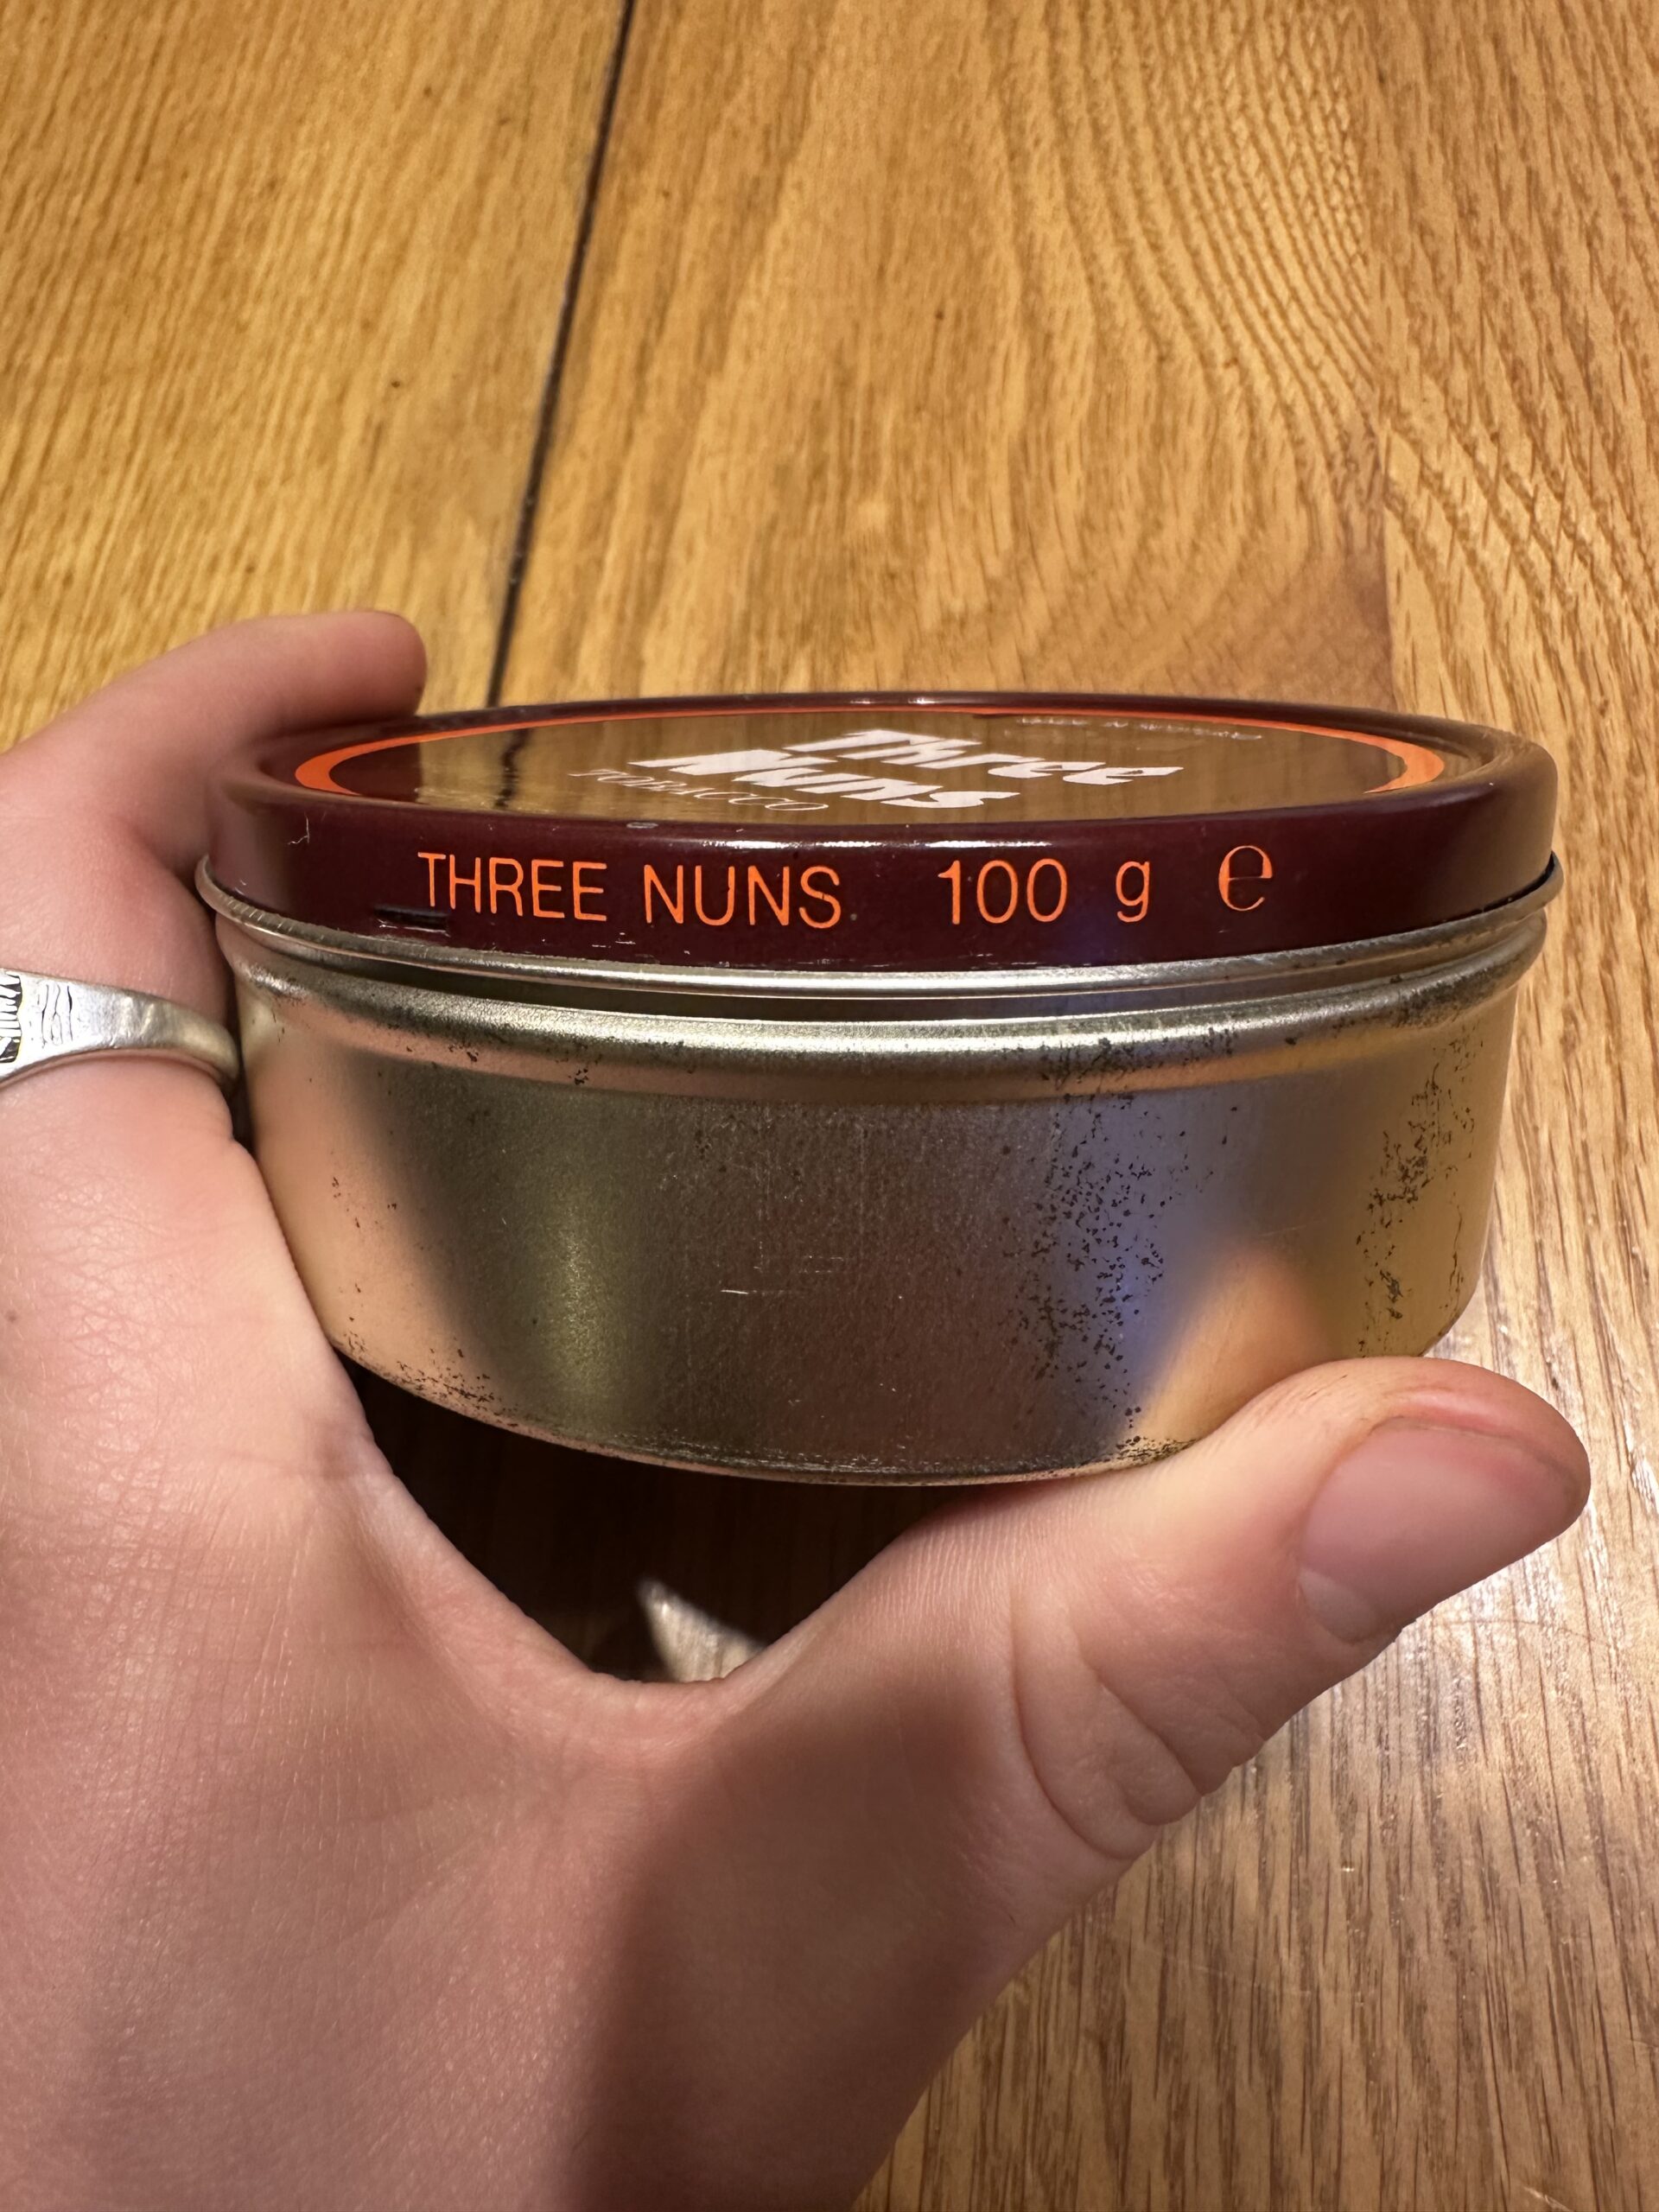 Three
Nuns
TOBACCO
THREE NUNS 100 g ℮